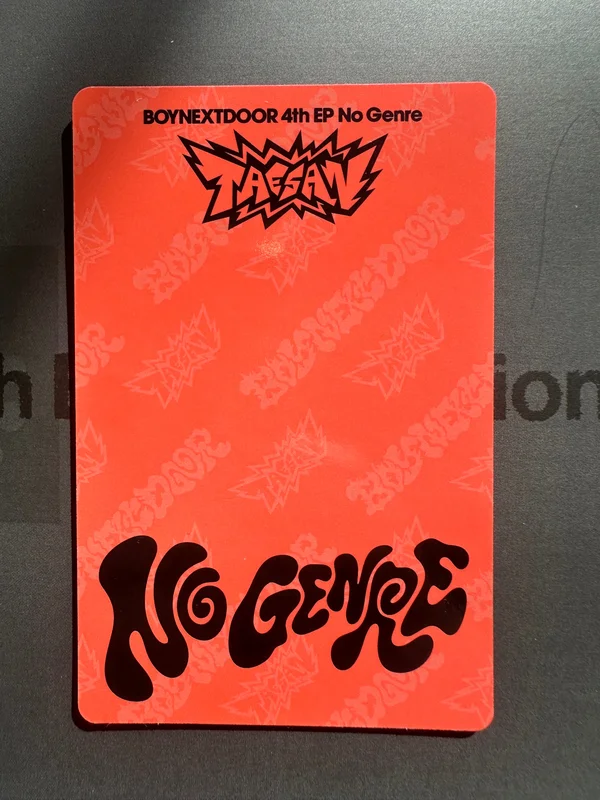 BOYNEXTDOOR 4th EP No Genre
TAESAN
NO GENRE